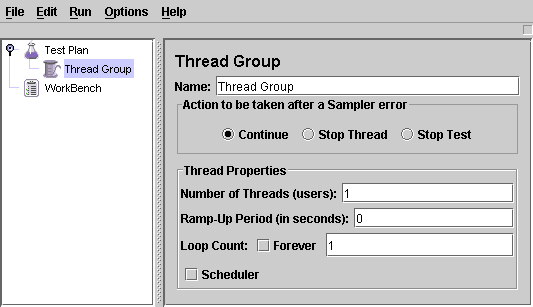 File Edit Run Options Help
Test Plan
Thread Group
WorkBench
Thread Group
Name: Thread Group
Action to be taken after a Sampler error
Continue Stop Thread Stop Test
Thread Properties
Number of Threads (users): 1
Ramp-Up Period (in seconds): 0
Loop Count: Forever 1
Scheduler